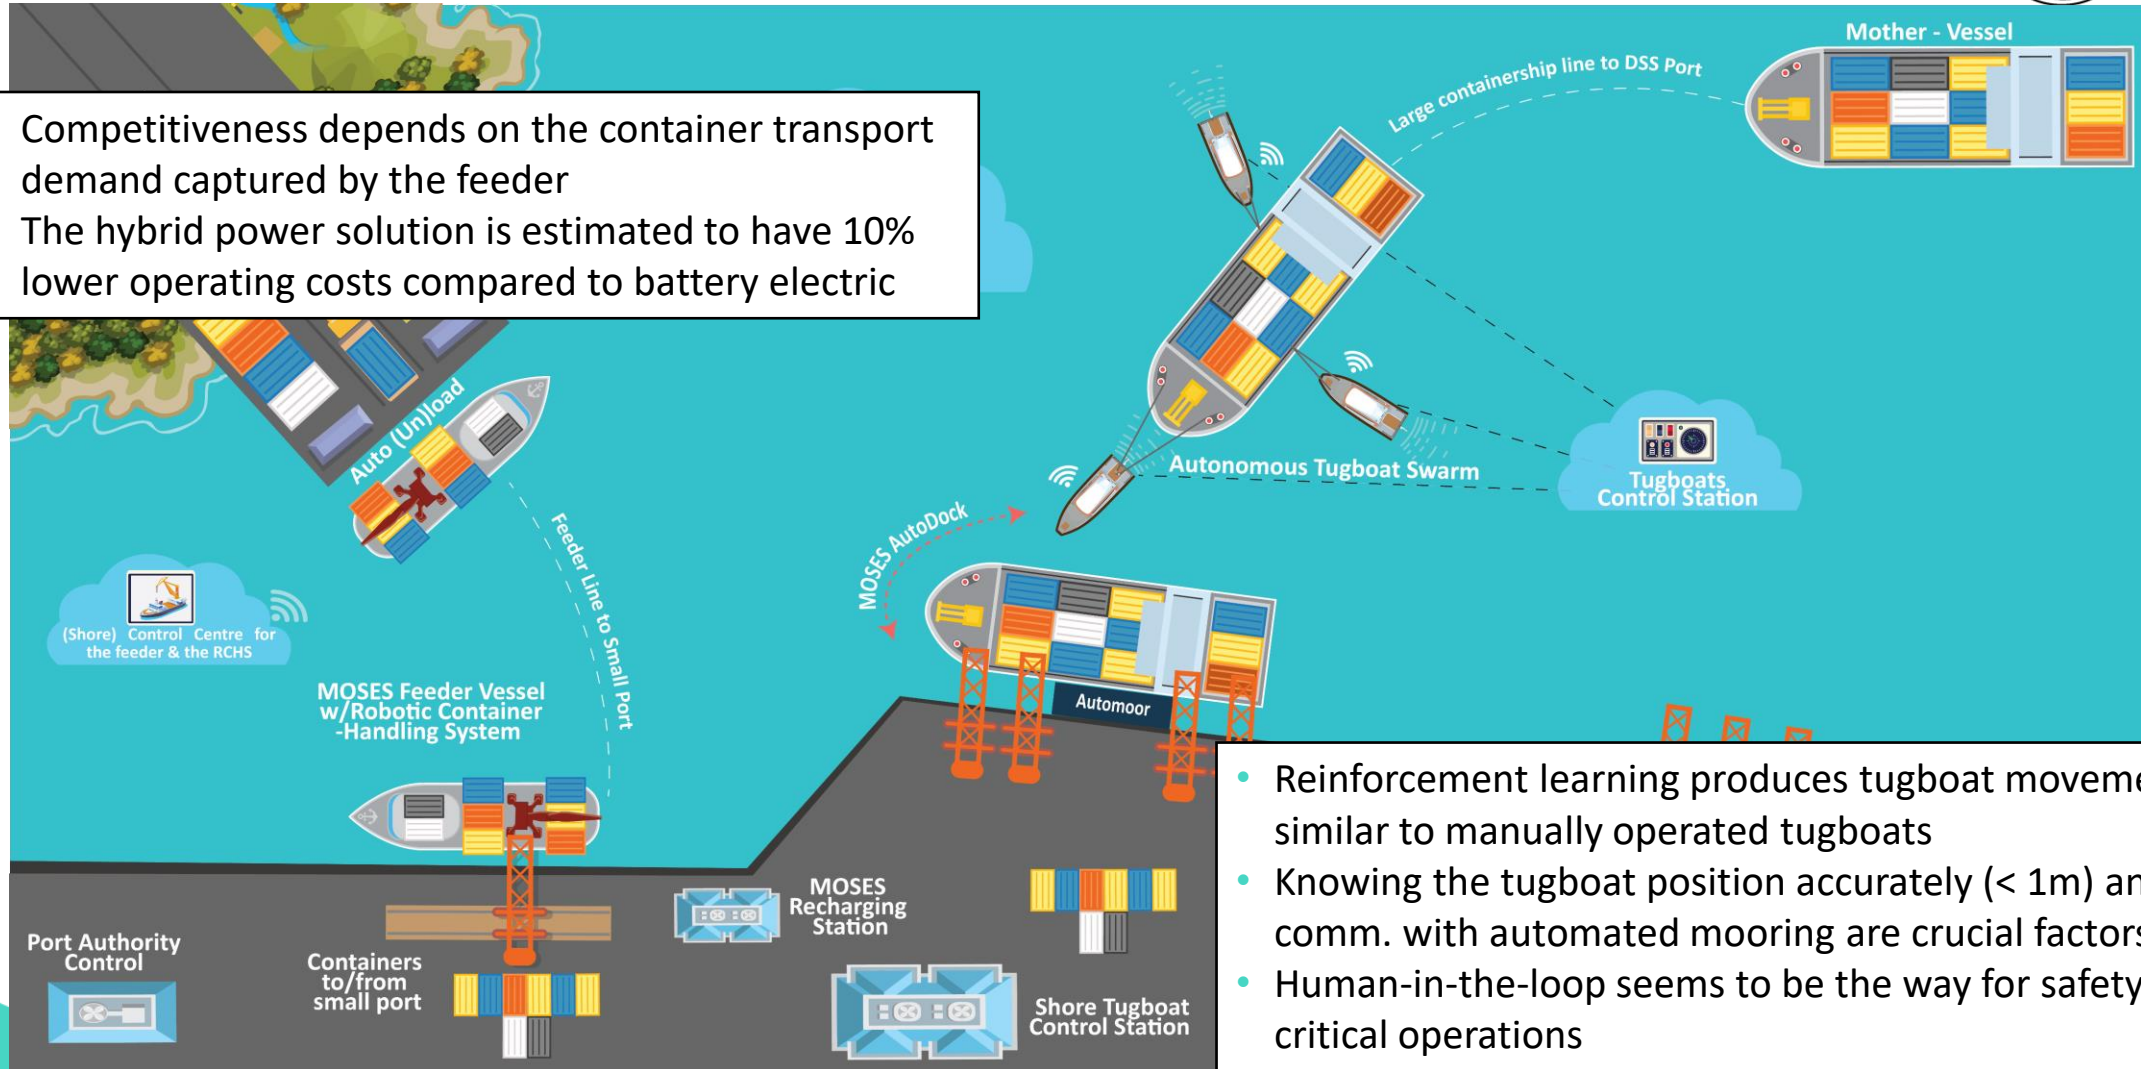 Mother - Vessel
Large containership line to DSS Port
Competitiveness depends on the container transport
demand captured by the feeder
The hybrid power solution is estimated to have 10%
lower operating costs compared to battery electric
Auto (Un)load
Autonomous Tugboat Swarm
Tugboats
Control Station
MOSES AutoDock
Feeder Line to Small Port
(Shore) Control Centre for
the feeder & the RCHS
MOSES Feeder Vessel
w/Robotic Container
-Handling System
Automoor
• Reinforcement learning produces tugboat moveme
similar to manually operated tugboats
• Knowing the tugboat position accurately (< 1m) an
comm. with automated mooring are crucial factors
• Human-in-the-loop seems to be the way for safety
critical operations
MOSES
Recharging
Station
Port Authority
Control
Containers
to/from
small port
Shore Tugboat
Control Station